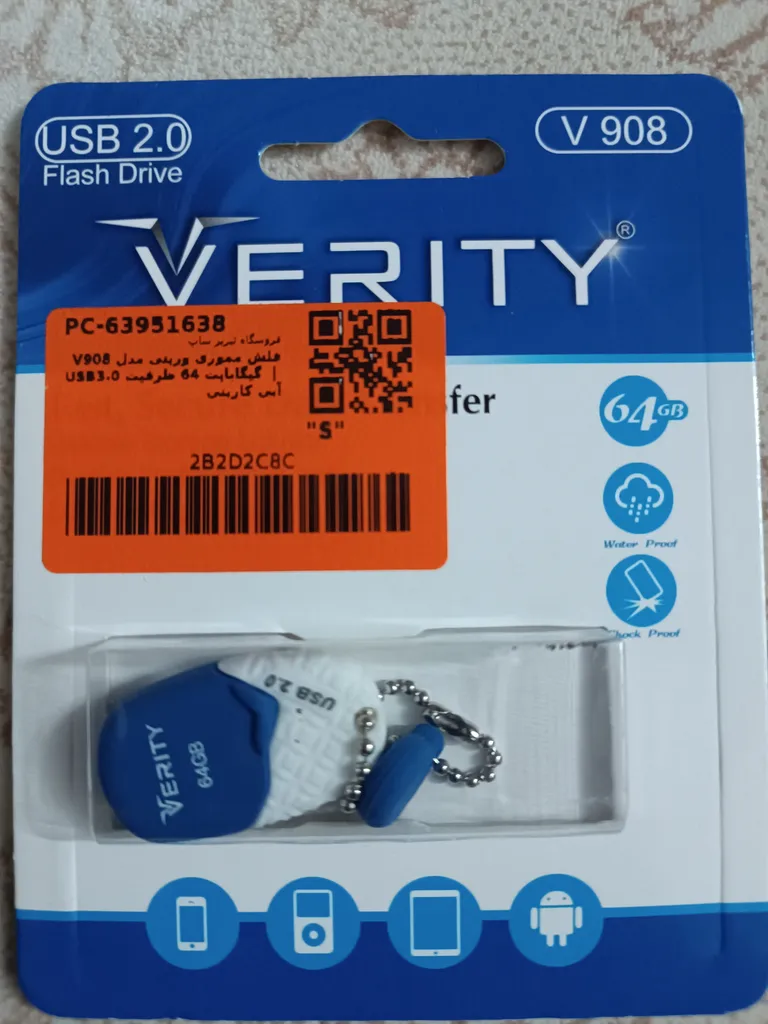 USB 2.0
Flash Drive
V 908
VERITY®
PC-63951638
فروشگاه تبریز ساپ
فلش مموری وریتی مدل V908
USB3.0 ظرفیت 64 گیگابایت |
آبی کاربنی
"S"
2B2D2C8C
sfer
64GB
Water Proof
Shock Proof
USB 2.0
VERITY
64GB